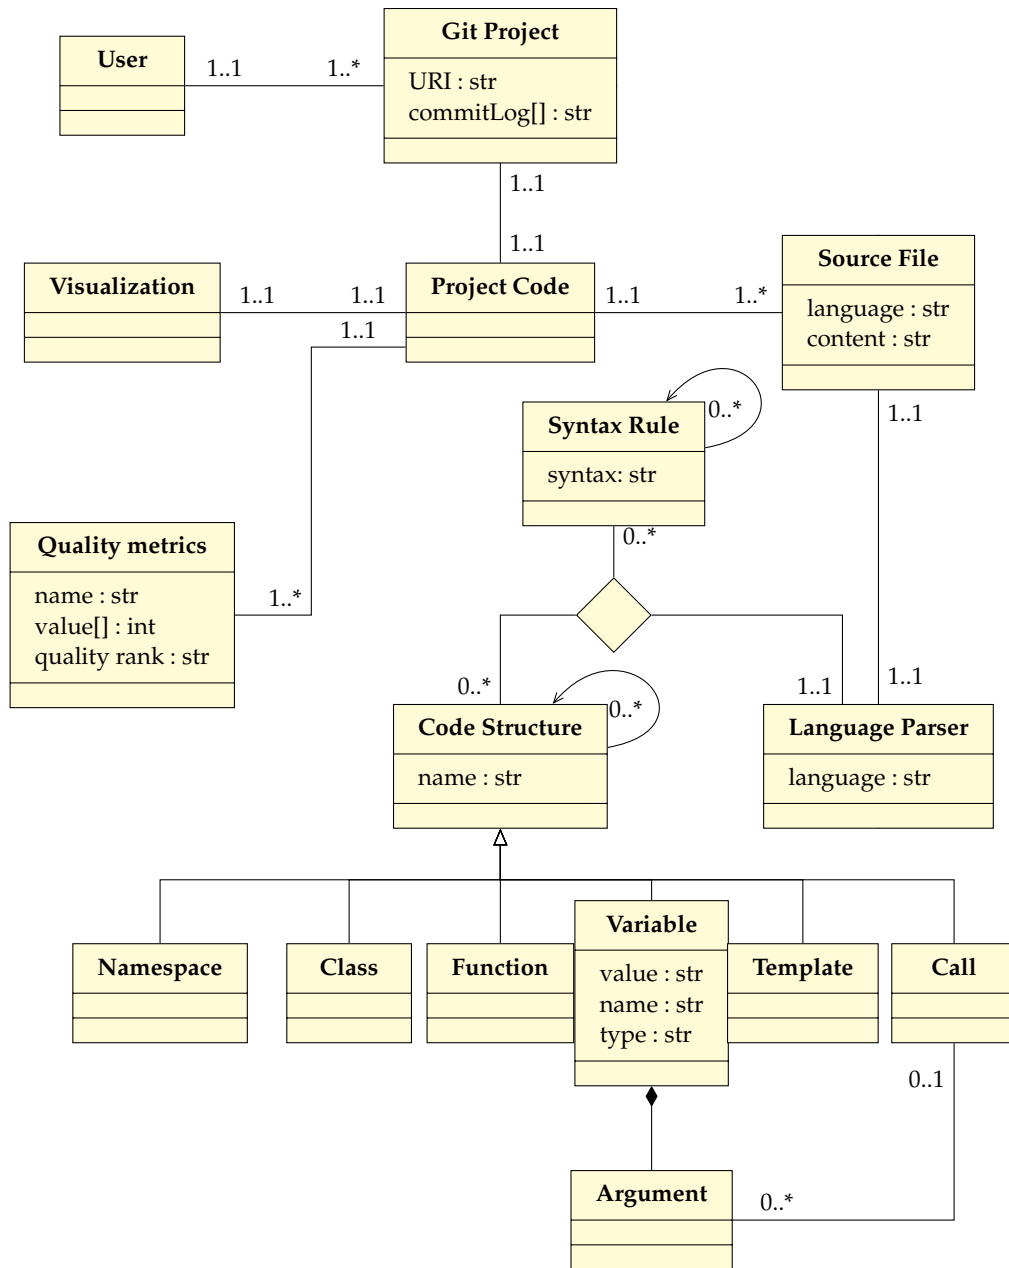 Git Project
User
1..1
1..*
URI : str
commitLog[] : str
1..1
1..1
Source File
Visualization
1..1
1..1
Project Code
1..1
1..*
language : str
content : str
1..1
Syntax Rule
0..*
1..1
syntax: str
Quality metrics
0..*
name : str
value[] : int
quality rank : str
1..*
0..*
0..*
1..1
1..1
Code Structure
Language Parser
name : str
language : str
Variable
Namespace
Class
Function
value : str
name : str
type : str
Template
Call
0..1
Argument
0..*